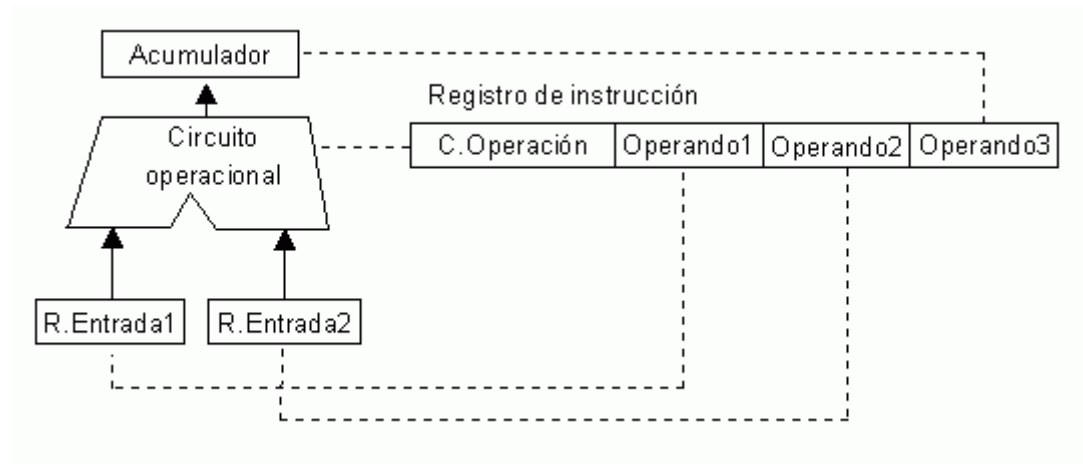 Acumulador
Registro de instrucción
Circuito
operacional
C.Operación
Operando1
Operando2
Operando3
R.Entrada1
R.Entrada2